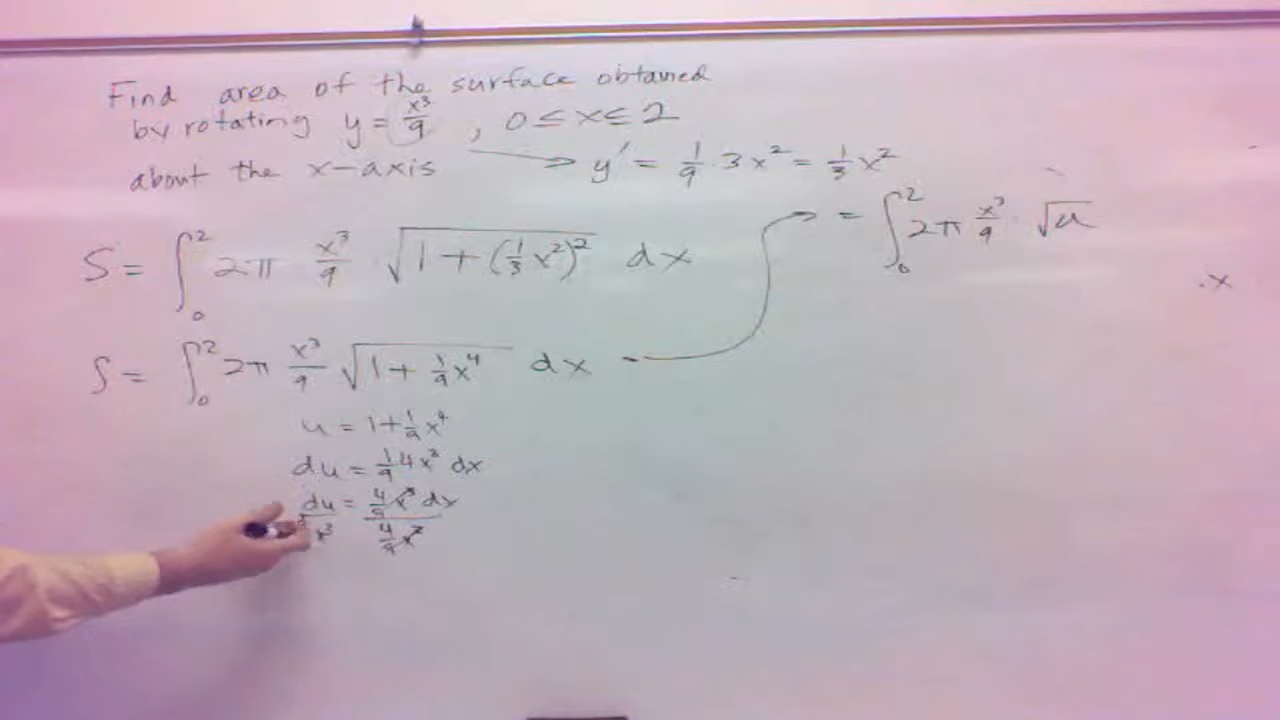 Find area of the surface obtained
by rotating y = x³/9 , 0 ≤ x ≤ 2
about the x-axis → y' = 1/9 · 3x² = 1/3 x²
S = ∫₀² 2π x³/9 √(1 + (1/3 x²)²) dx
S = ∫₀² 2π x³/9 √(1 + 1/9 x⁴) dx → = ∫₀² 2π x³/9 · √u
· x
u = 1 + 1/9 x⁴
du = 1/9 4x³ dx
du = 4/9 x³ dx
x³ 4/9 x³